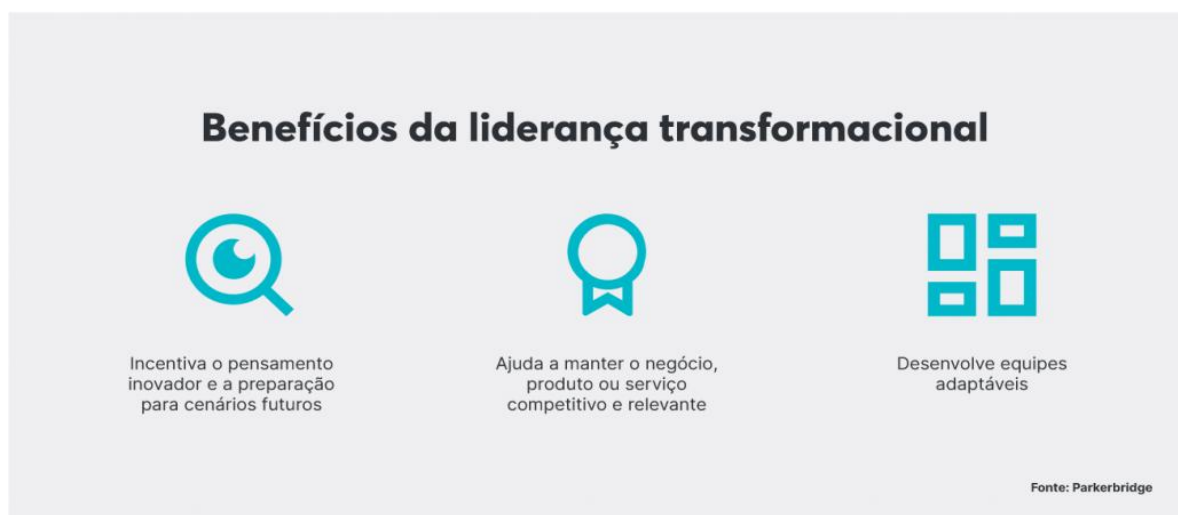 Benefícios da liderança transformacional
Incentiva o pensamento
inovador e a preparação
para cenários futuros
Ajuda a manter o negócio,
produto ou serviço
competitivo e relevante
Desenvolve equipes
adaptáveis
Fonte: Parkerbridge